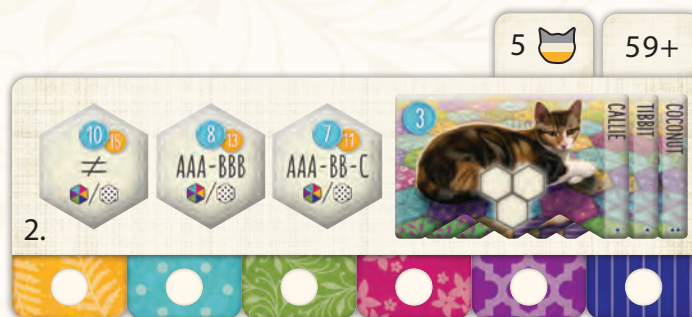 5
59+
10 15
≠
/
8 13
AAA-BBB
/
7 11
AAA-BB-C
/
3
CALLIE
TIBBIT
COCONUT
2.